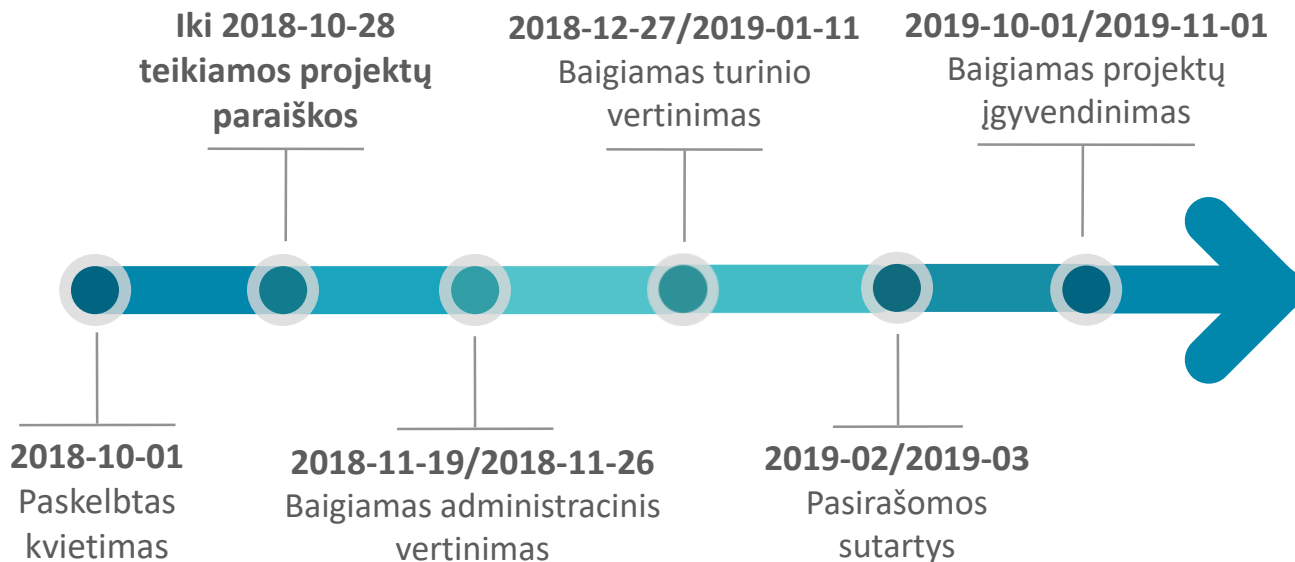 Iki 2018-10-28
teikiamos projektų
paraiškos
2018-12-27/2019-01-11
Baigiamas turinio
vertinimas
2019-10-01/2019-11-01
Baigiamas projektų
įgyvendinimas
2018-10-01
Paskelbtas
kvietimas
2018-11-19/2018-11-26
Baigiamas administracinis
vertinimas
2019-02/2019-03
Pasirašomos
sutartys